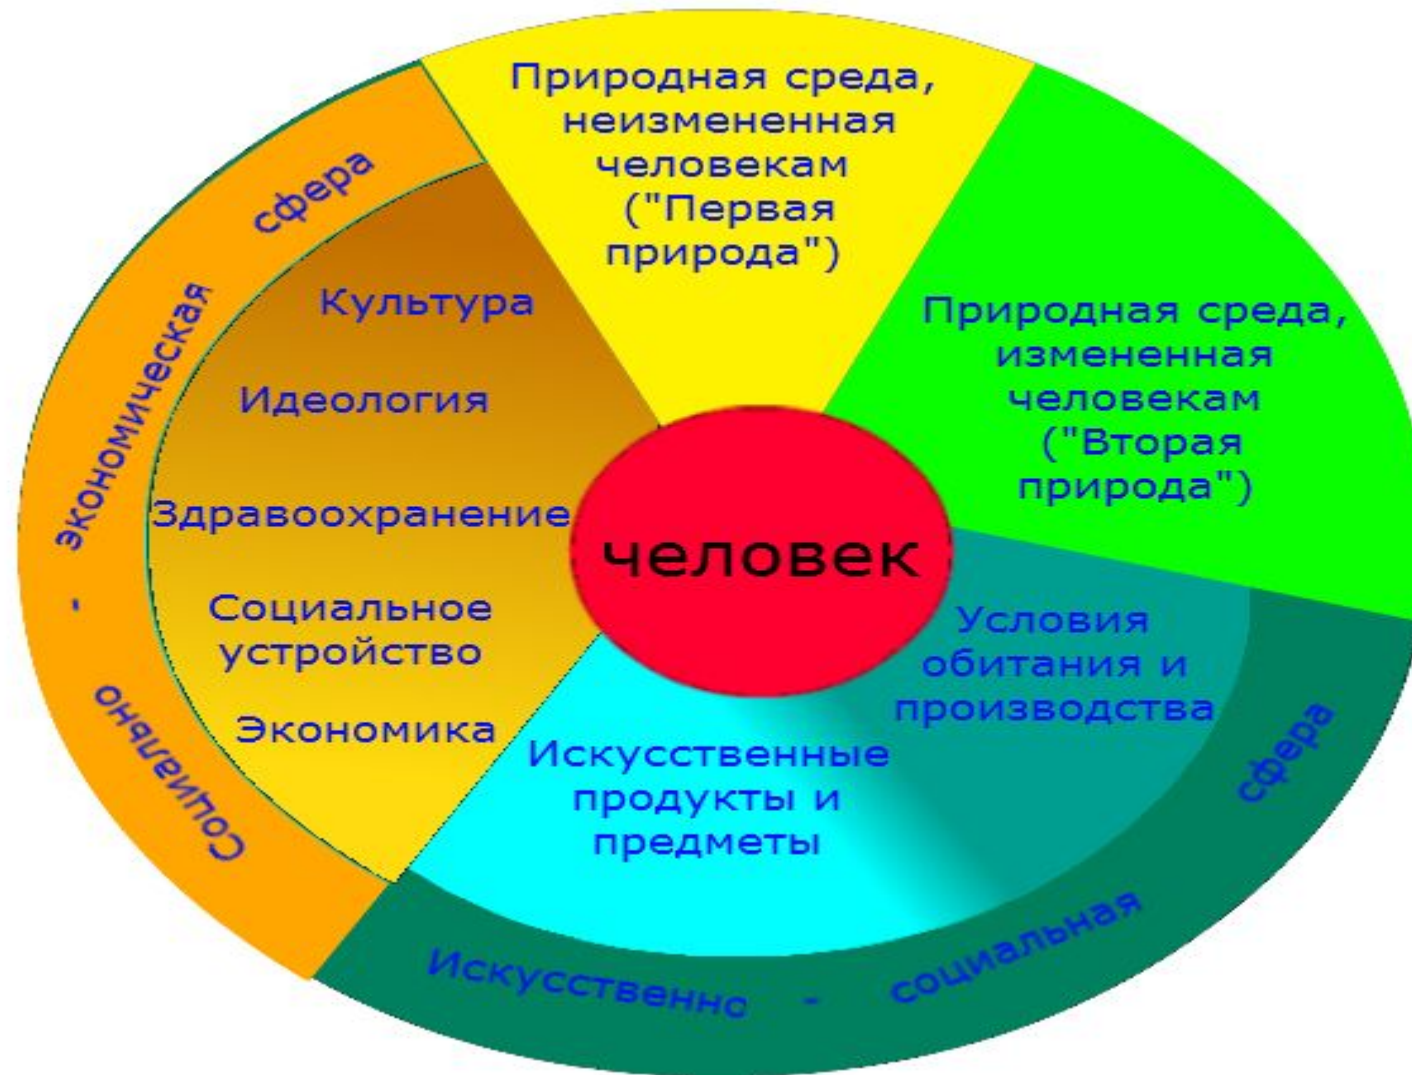 Природная среда,
неизмененная
человекам
("Первая
природа")
Природная среда,
измененная
человекам
("Вторая
природа")
Условия
обитания и
производства
Искусственные
продукты и
предметы
Искусственно - социальная сфера
Социально - экономическая сфера
Культура
Идеология
Здравоохранение
Социальное
устройство
Экономика
человек